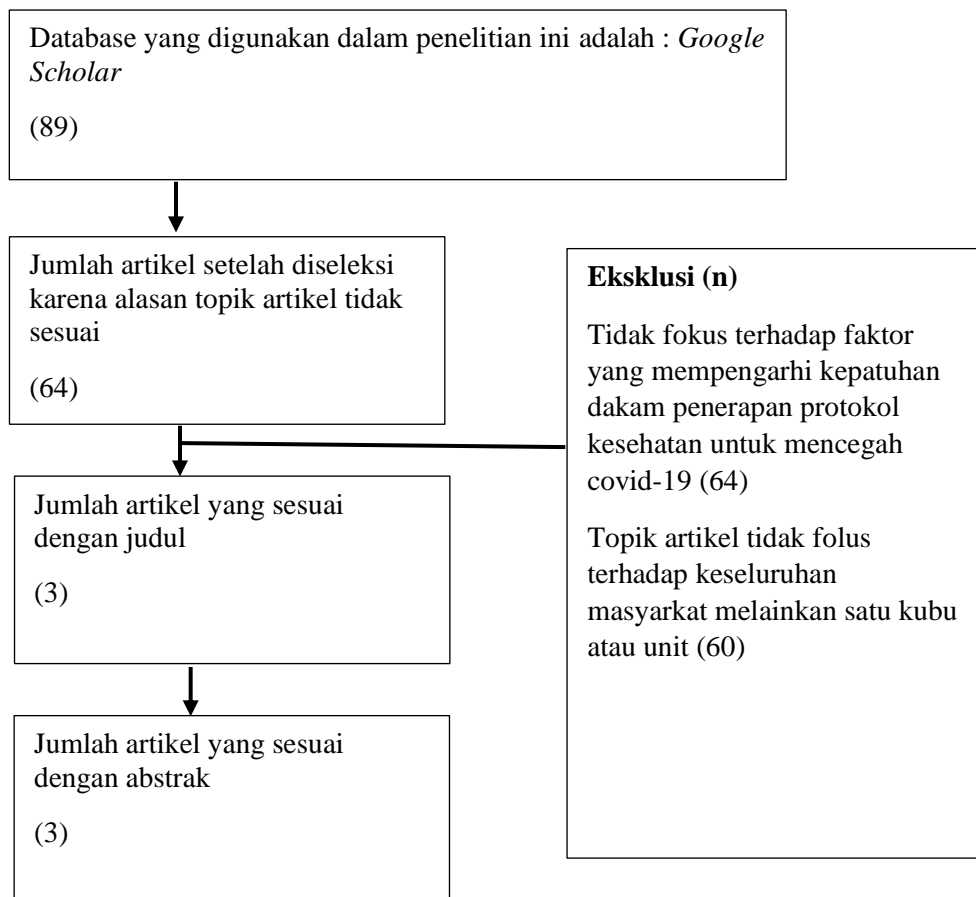 Database yang digunakan dalam penelitian ini adalah : Google
Scholar
(89)
Jumlah artikel setelah diseleksi
karena alasan topik artikel tidak
sesuai
(64)
Eksklusi (n)
Tidak fokus terhadap faktor
yang mempengarhi kepatuhan
dakam penerapan protokol
kesehatan untuk mencegah
covid-19 (64)
Topik artikel tidak folus
terhadap keseluruhan
masyarkat melainkan satu kubu
atau unit (60)
Jumlah artikel yang sesuai
dengan judul
(3)
Jumlah artikel yang sesuai
dengan abstrak
(3)